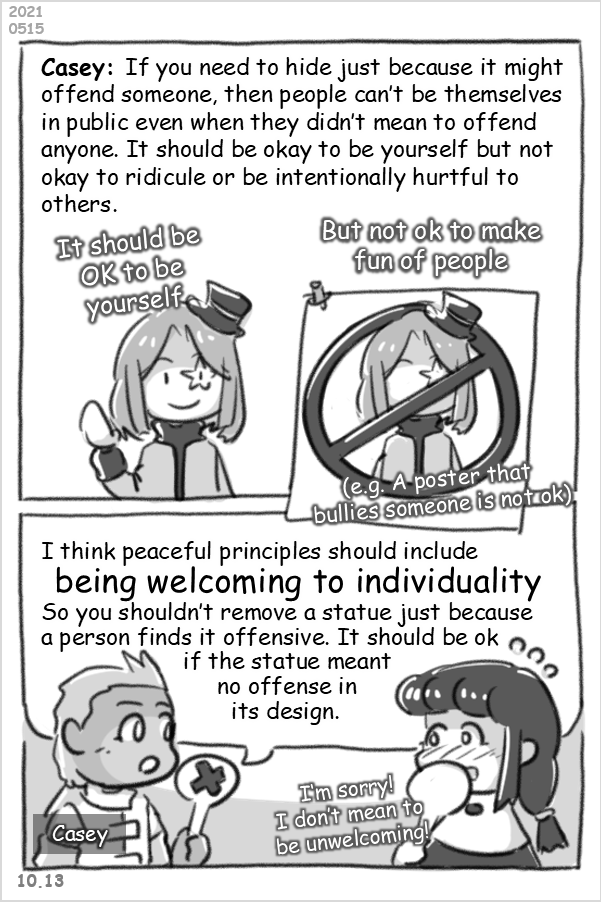 2021
0515
Casey: If you need to hide just because it might
offend someone, then people can't be themselves
in public even when they didn't mean to offend
anyone. It should be okay to be yourself but not
okay to ridicule or be intentionally hurtful to
others.
It should be
OK to be
yourself
But not ok to make
fun of people
(e.g. A poster that
bullies someone is not ok)
I think peaceful principles should include
being welcoming to individuality
So you shouldn't remove a statue just because
a person finds it offensive. It should be ok
if the statue meant
no offense in
its design.
I'm sorry!
I don't mean to
be unwelcoming!
Casey
10.13